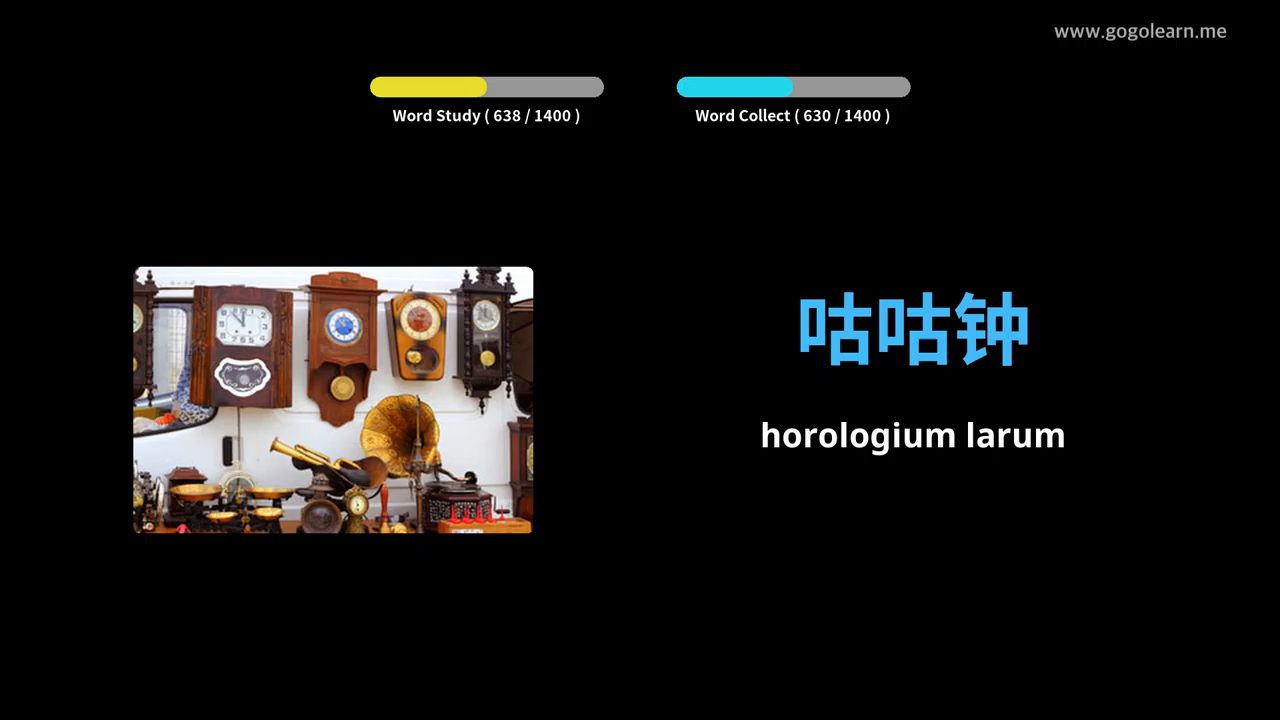 www.gogolearn.me
Word Study ( 638 / 1400 )
Word Collect ( 630 / 1400 )
咕咕钟
horologium larum